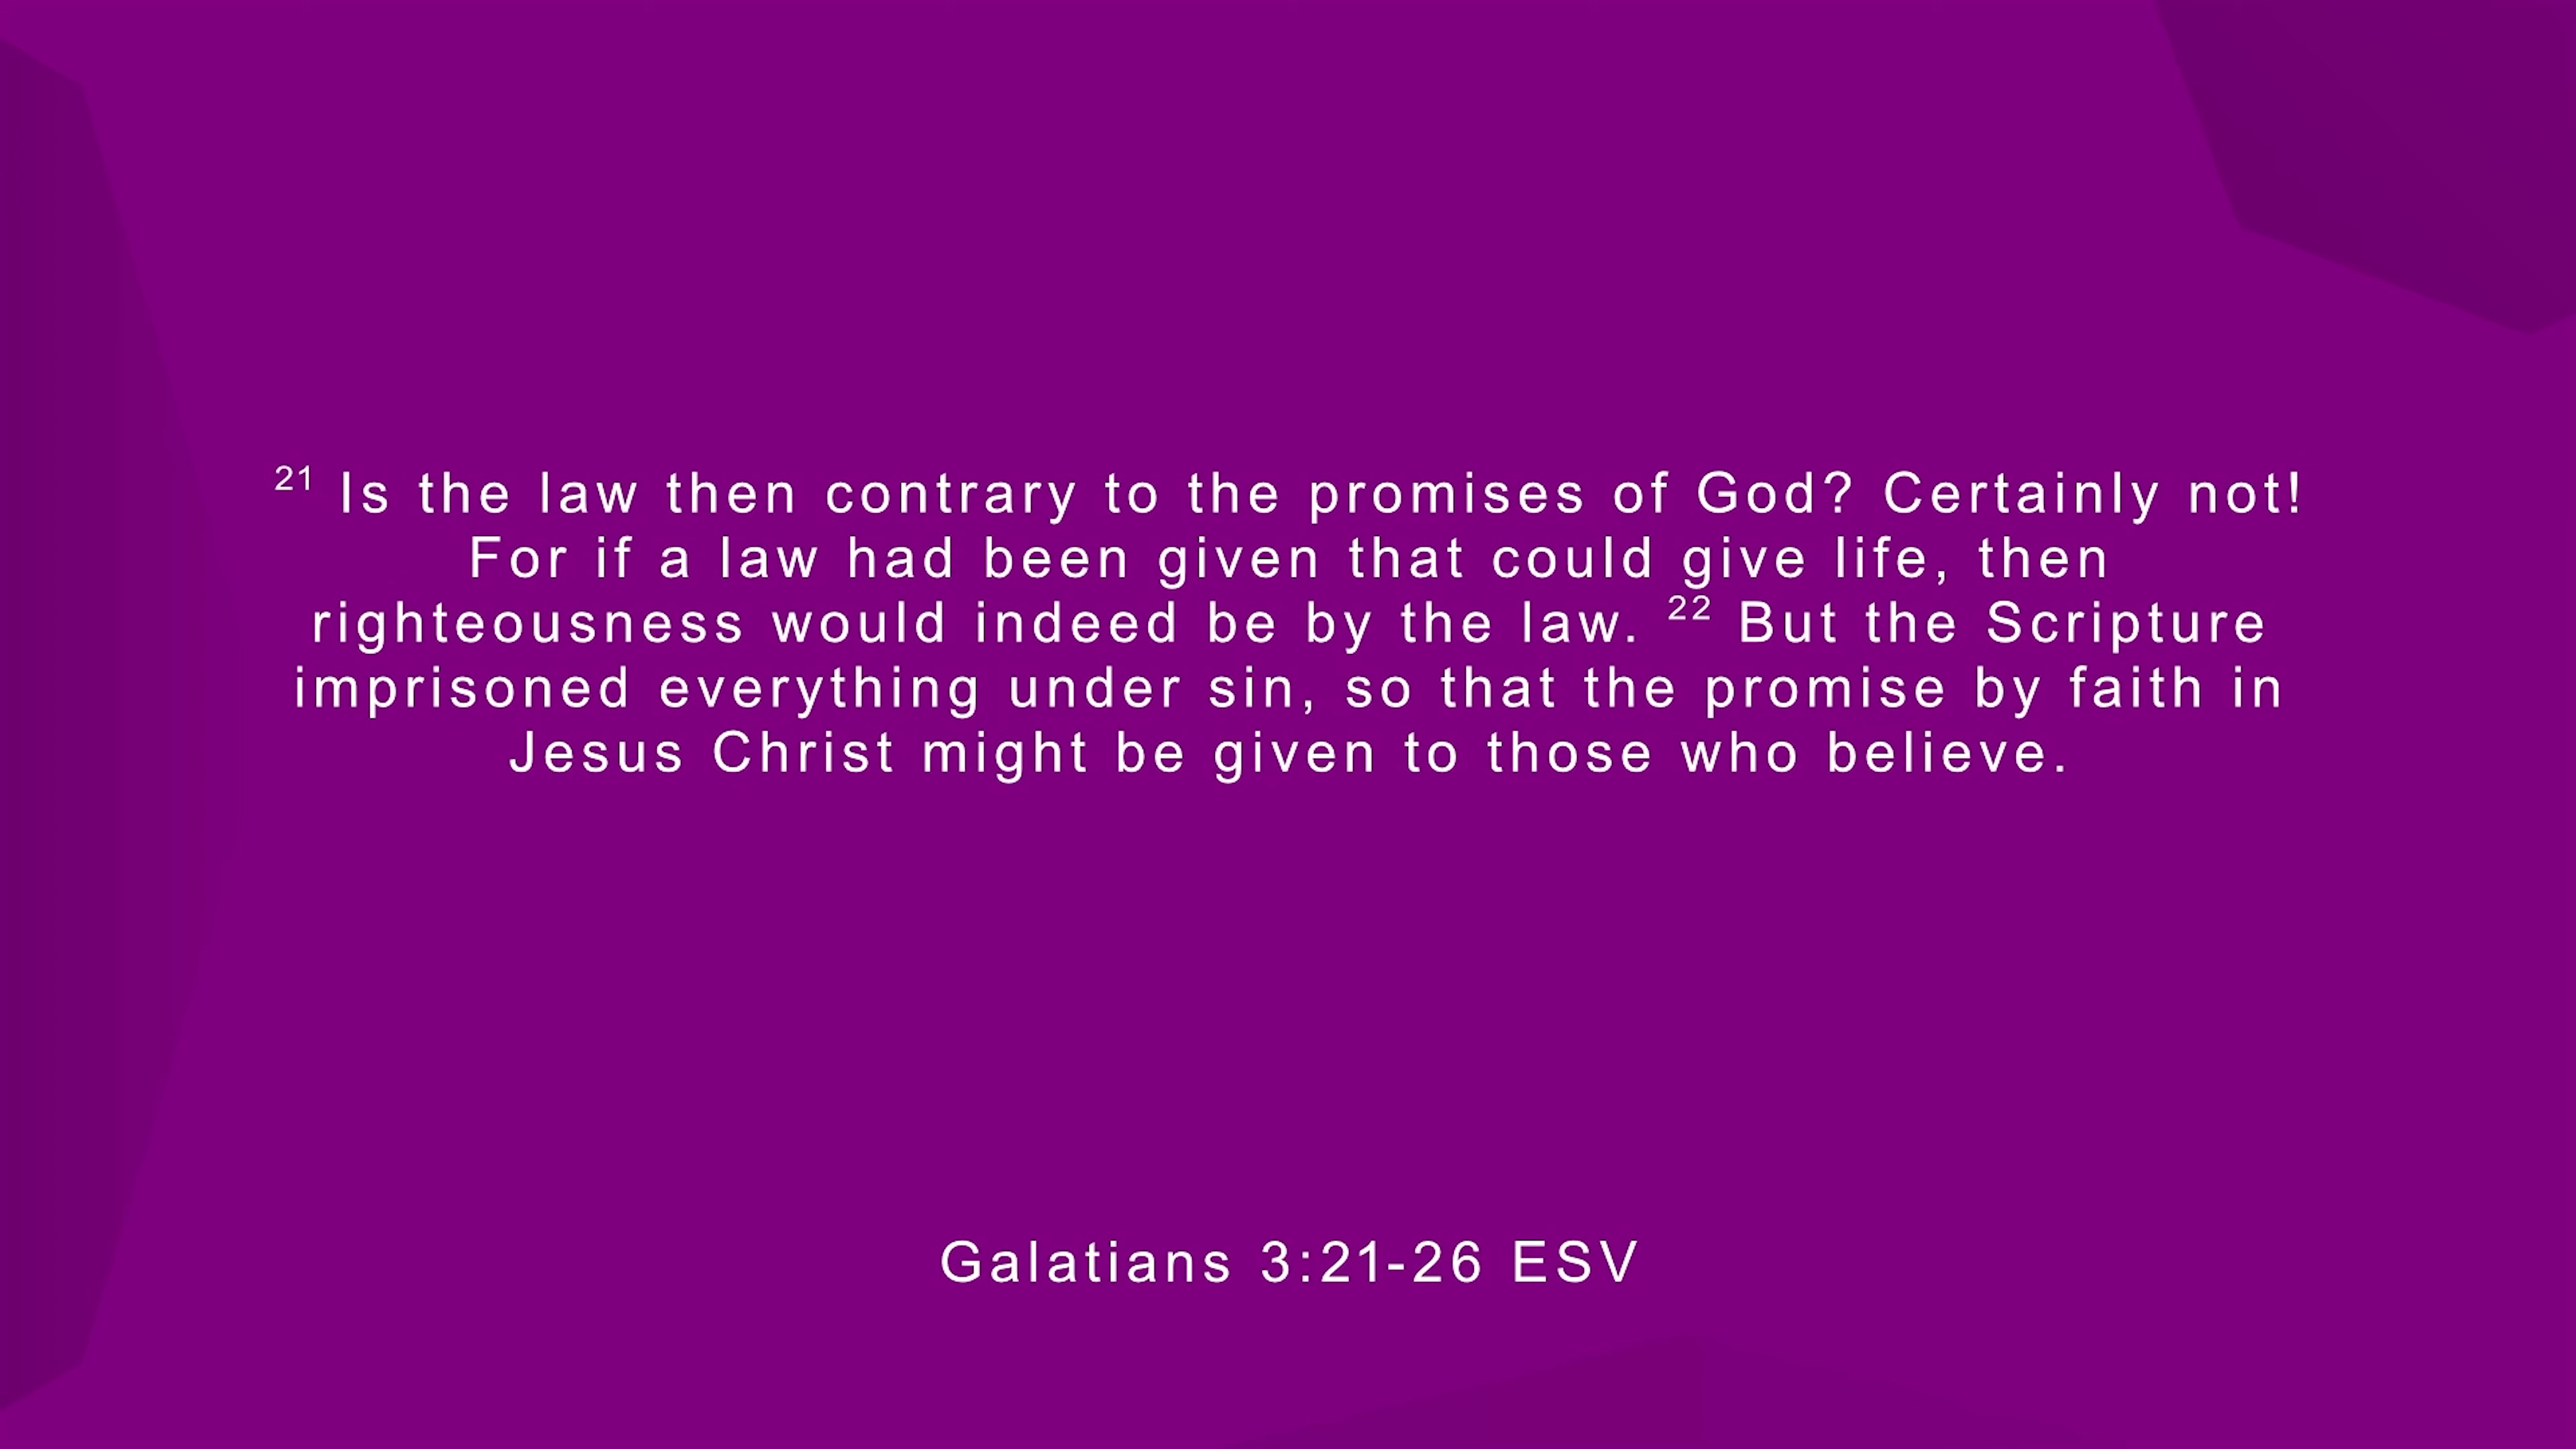 21 Is the law then contrary to the promises of God? Certainly not!
For if a law had been given that could give life, then
righteousness would indeed be by the law. 22 But the Scripture
imprisoned everything under sin, so that the promise by faith in
Jesus Christ might be given to those who believe.
Galatians 3:21-26 ESV